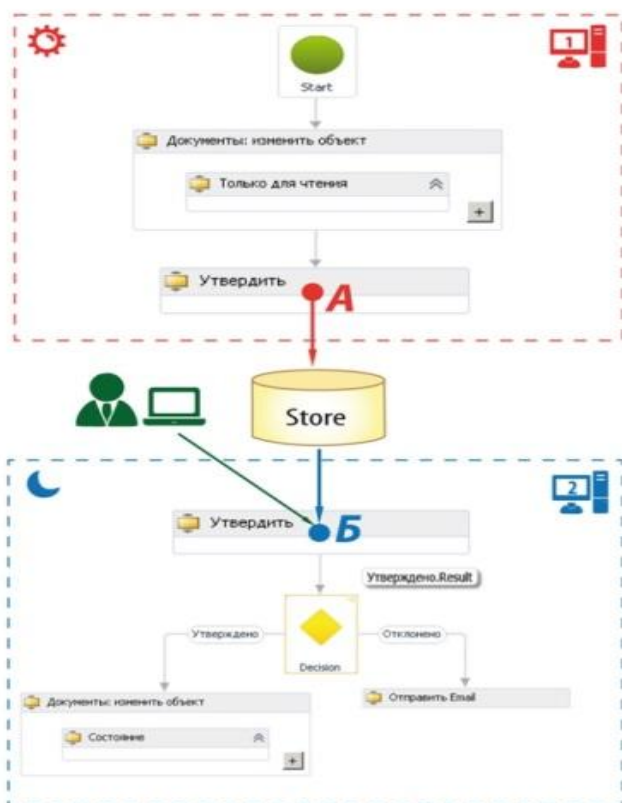 1
Start
Документы: изменить объект
Только для чтения
+
Утвердить
А
Store
2
Утвердить
Б
Утверждено.Result
Утверждено
Отклонено
Decision
Документы: изменить объект
Отправить Email
Состояние
+